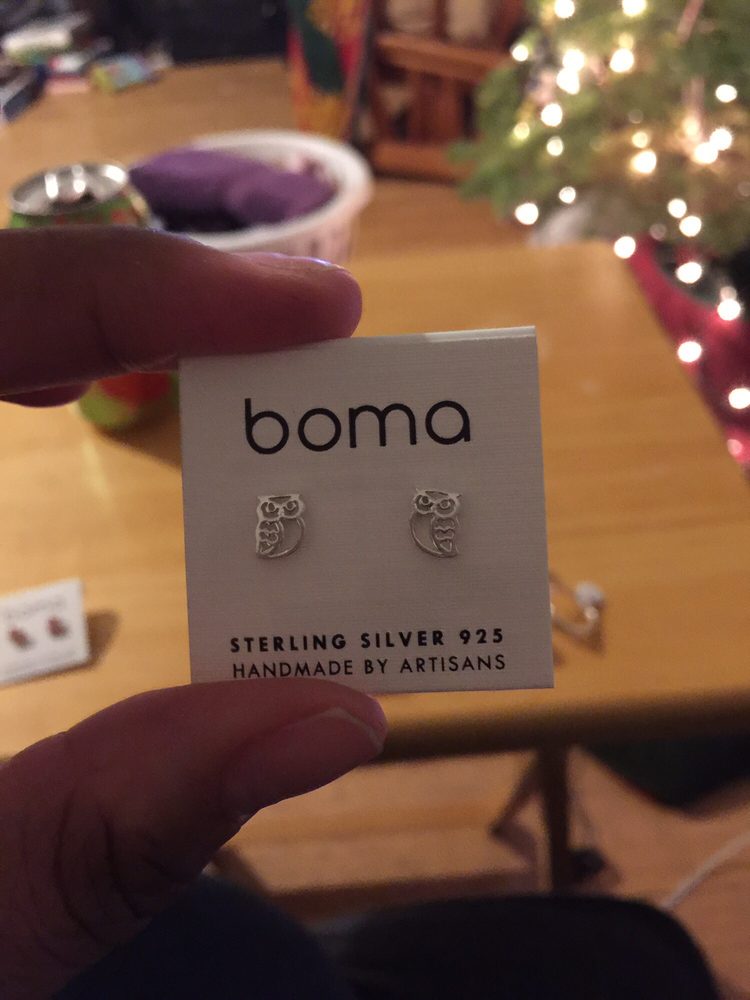 boma
STERLING SILVER 925
HANDMADE BY ARTISANS